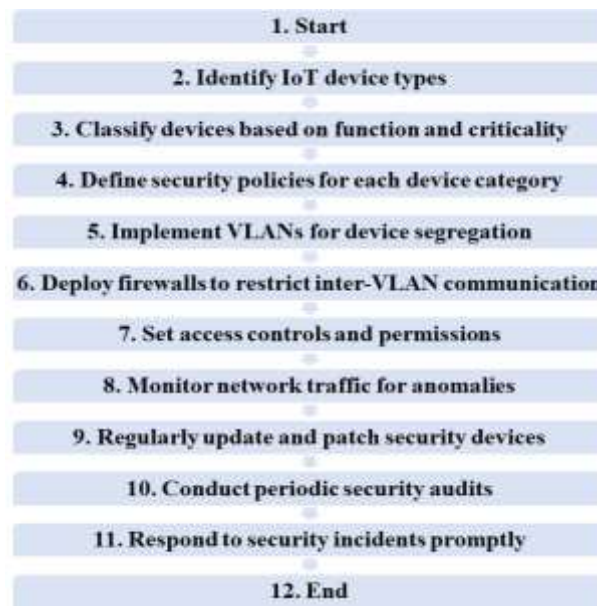 1. Start
2. Identify IoT device types
3. Classify devices based on function and criticality
4. Define security policies for each device category
5. Implement VLANs for device segregation
6. Deploy firewalls to restrict inter-VLAN communication
7. Set access controls and permissions
8. Monitor network traffic for anomalies
9. Regularly update and patch security devices
10. Conduct periodic security audits
11. Respond to security incidents promptly
12. End